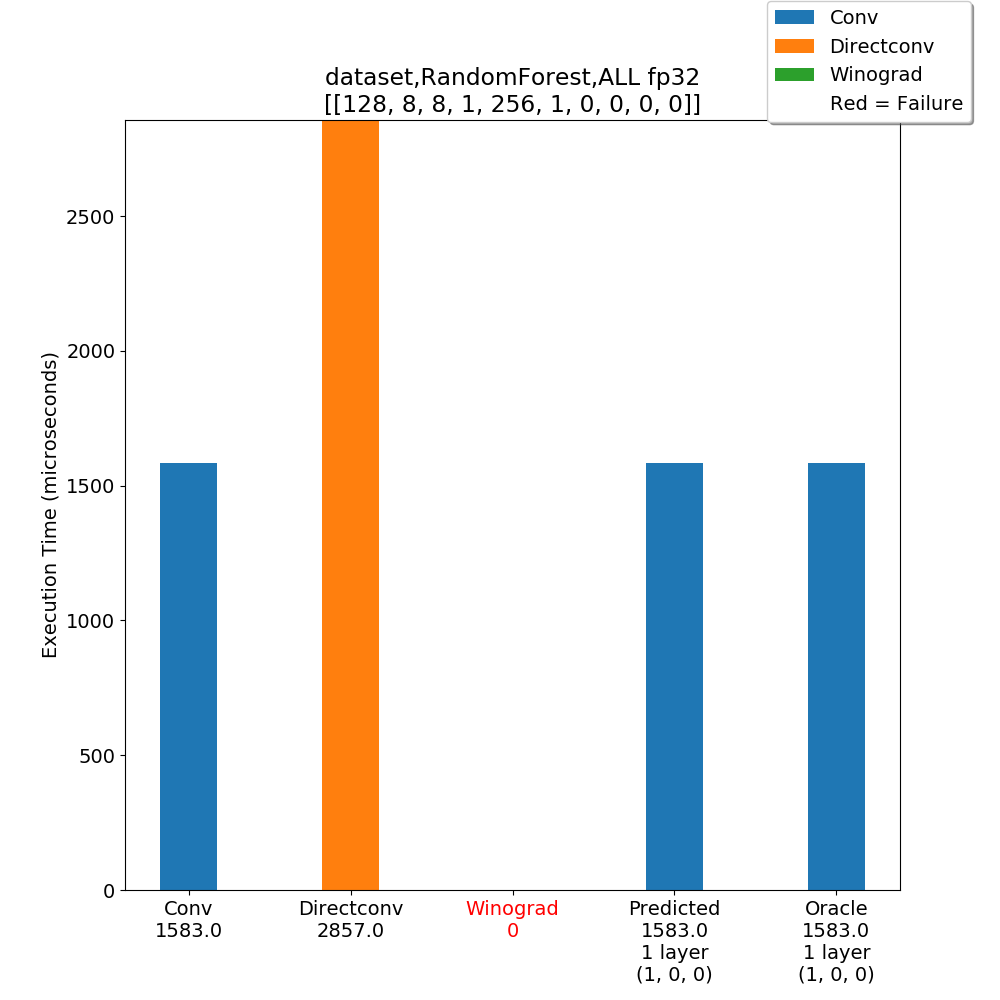 Conv
Directconv
Winograd
Red = Failure
dataset,RandomForest,ALL fp32
[[128, 8, 8, 1, 256, 1, 0, 0, 0, 0]]
Execution Time (microseconds)
2500
2000
1500
1000
500
0
Conv
1583.0
Directconv
2857.0
Winograd
0
Predicted
1583.0
1 layer
(1, 0, 0)
Oracle
1583.0
1 layer
(1, 0, 0)